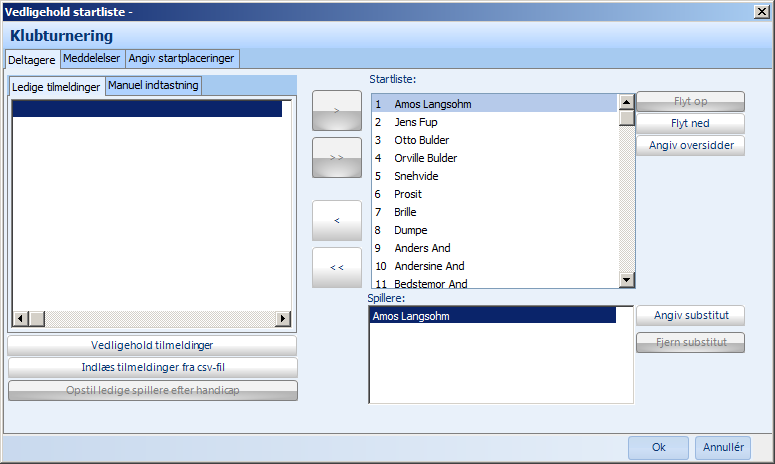 Vedligehold startliste -
Klubturnering
Deltagere Meddelelser Angiv startplaceringer
Ledige tilmeldinger Manuel indtastning
>
> >
<
< <
Vedligehold tilmeldinger
Indlæs tilmeldinger fra csv-fil
Opstil ledige spillere efter handicap
Startliste:
1 Amos Langsohm
2 Jens Fup
3 Otto Bulder
4 Orville Bulder
5 Snehvide
6 Prosit
7 Brille
8 Dumpe
9 Anders And
10 Andersine And
11 Bedstemor And
Flyt op
Flyt ned
Angiv oversidder
Spillere:
Amos Langsohm
Angiv substitut
Fjern substitut
Ok Annullér